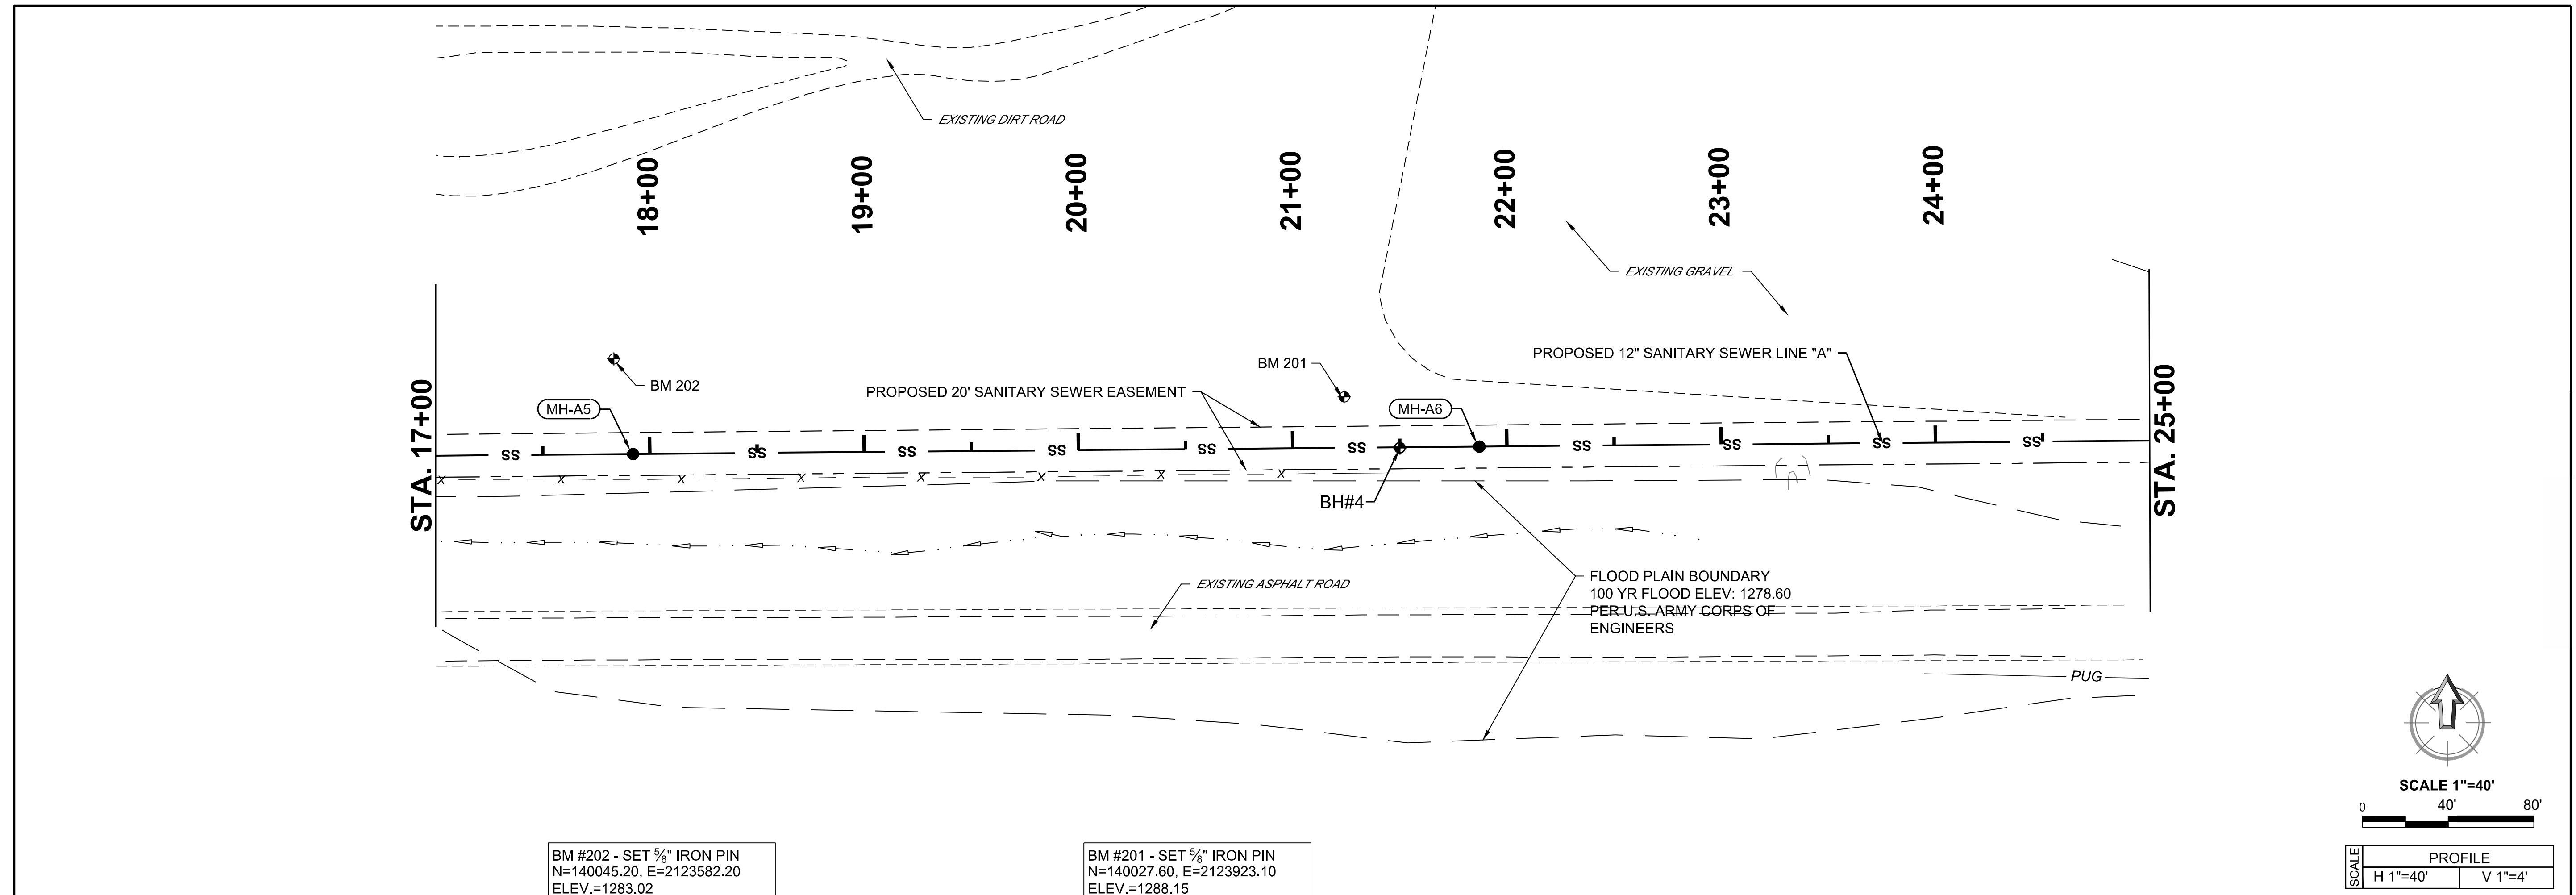 EXISTING DIRT ROAD
18+00
19+00
20+00
21+00
22+00
23+00
24+00
EXISTING GRAVEL
PROPOSED 12" SANITARY SEWER LINE "A"
BM 201
BM 202
PROPOSED 20' SANITARY SEWER EASEMENT
MH-A5
MH-A6
STA. 17+00
STA. 25+00
SS SS SS SS SS SS SS SS SS SS SS
X X X X X X X X
BH#4
EXISTING ASPHALT ROAD
FLOOD PLAIN BOUNDARY
100 YR FLOOD ELEV: 1278.60
PER U.S. ARMY CORPS OF
ENGINEERS
PUG
SCALE 1"=40'
0 40' 80'
BM #202 - SET 5/8" IRON PIN
N=140045.20, E=2123582.20
ELEV.=1283.02
BM #201 - SET 5/8" IRON PIN
N=140027.60, E=2123923.10
ELEV.=1288.15
SCALE
PROFILE
H 1"=40' V 1"=4'